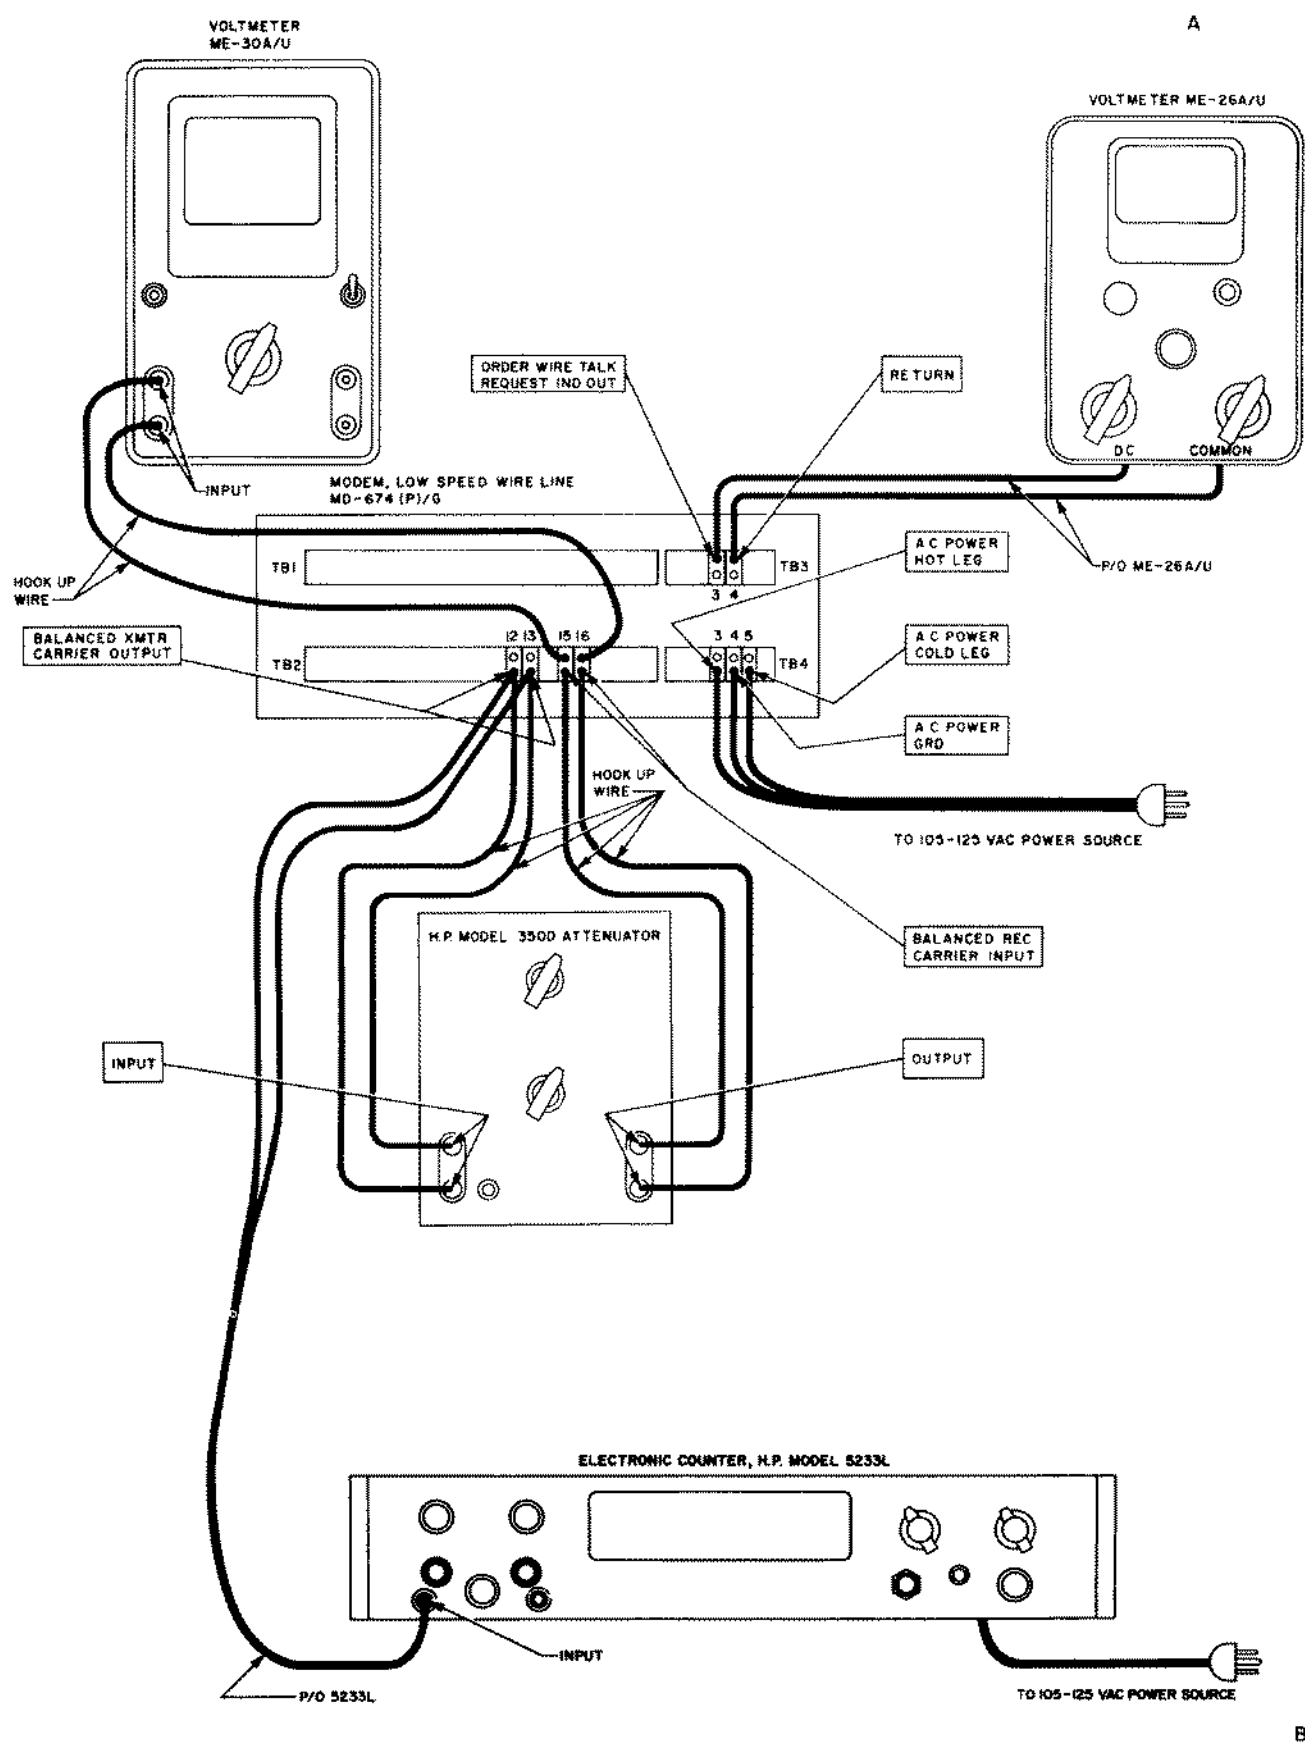 VOLTMETER
ME-30A/U
A
VOLTMETER ME-26A/U
ORDER WIRE TALK
REQUEST IND OUT
RETURN
DC
COMMON
INPUT
MODEM, LOW SPEED WIRE LINE
MD-674 (P)/G
AC POWER
HOT LEG
P/O ME-26A/U
TB1
TB3
3 4
HOOK UP
WIRE
BALANCED XMTR
CARRIER OUTPUT
12 13 15 16
3 4 5
TB2
TB4
AC POWER
COLD LEG
AC POWER
GRD
HOOK UP
WIRE
TO 105-125 VAC POWER SOURCE
H.P. MODEL 350D ATTENUATOR
BALANCED REC
CARRIER INPUT
INPUT
OUTPUT
ELECTRONIC COUNTER, H.P. MODEL 5233L
INPUT
P/O 5233L
TO 105-125 VAC POWER SOURCE
B